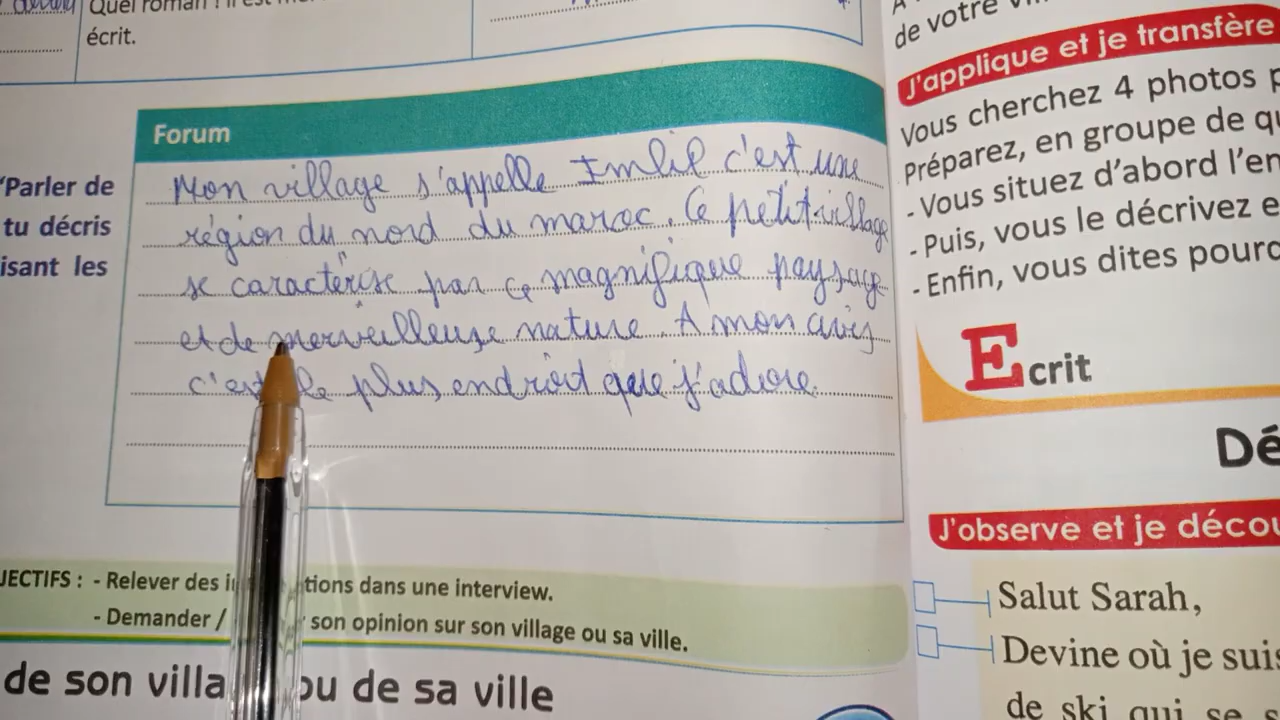 Quel roman ! Il est
écrit.
de votre
Forum
"Parler de
tu décris
isant les
Mon village s'appelle Imlil c'est une
région du nord du maroc. Ce petit village
se caractérise par ce magnifique paysage
et de merveilleuse nature. A mon avis
c'est le plus endroit que j'adore.
JECTIFS : - Relever des i tions dans une interview.
- Demander / son opinion sur son village ou sa ville.
de son villa ou de sa ville
J'applique et je transfère
Vous cherchez 4 photos p
Préparez, en groupe de qu
- Vous situez d'abord l'en
- Puis, vous le décrivez e
- Enfin, vous dites pourq
Ecrit
Dé
J'observe et je décou
Salut Sarah,
Devine où je suis
de ski qui se s